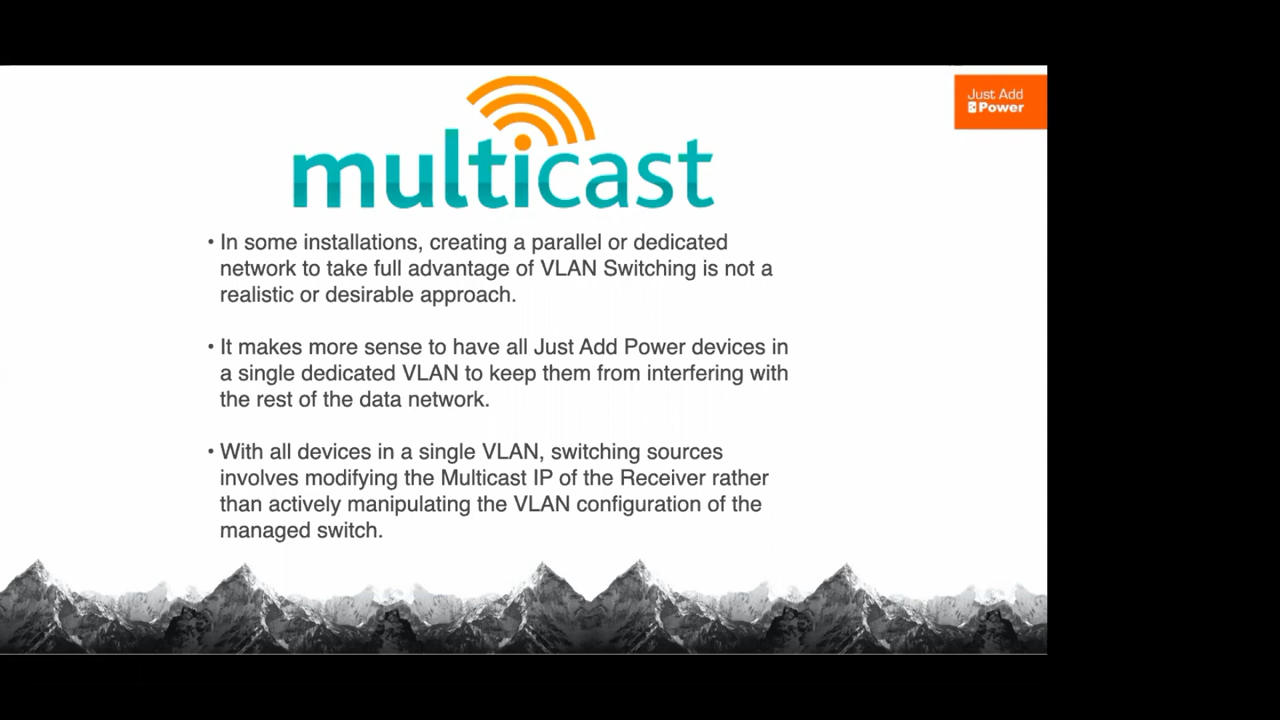 Just Add
Power
multicast
• In some installations, creating a parallel or dedicated
network to take full advantage of VLAN Switching is not a
realistic or desirable approach.
• It makes more sense to have all Just Add Power devices in
a single dedicated VLAN to keep them from interfering with
the rest of the data network.
• With all devices in a single VLAN, switching sources
involves modifying the Multicast IP of the Receiver rather
than actively manipulating the VLAN configuration of the
managed switch.